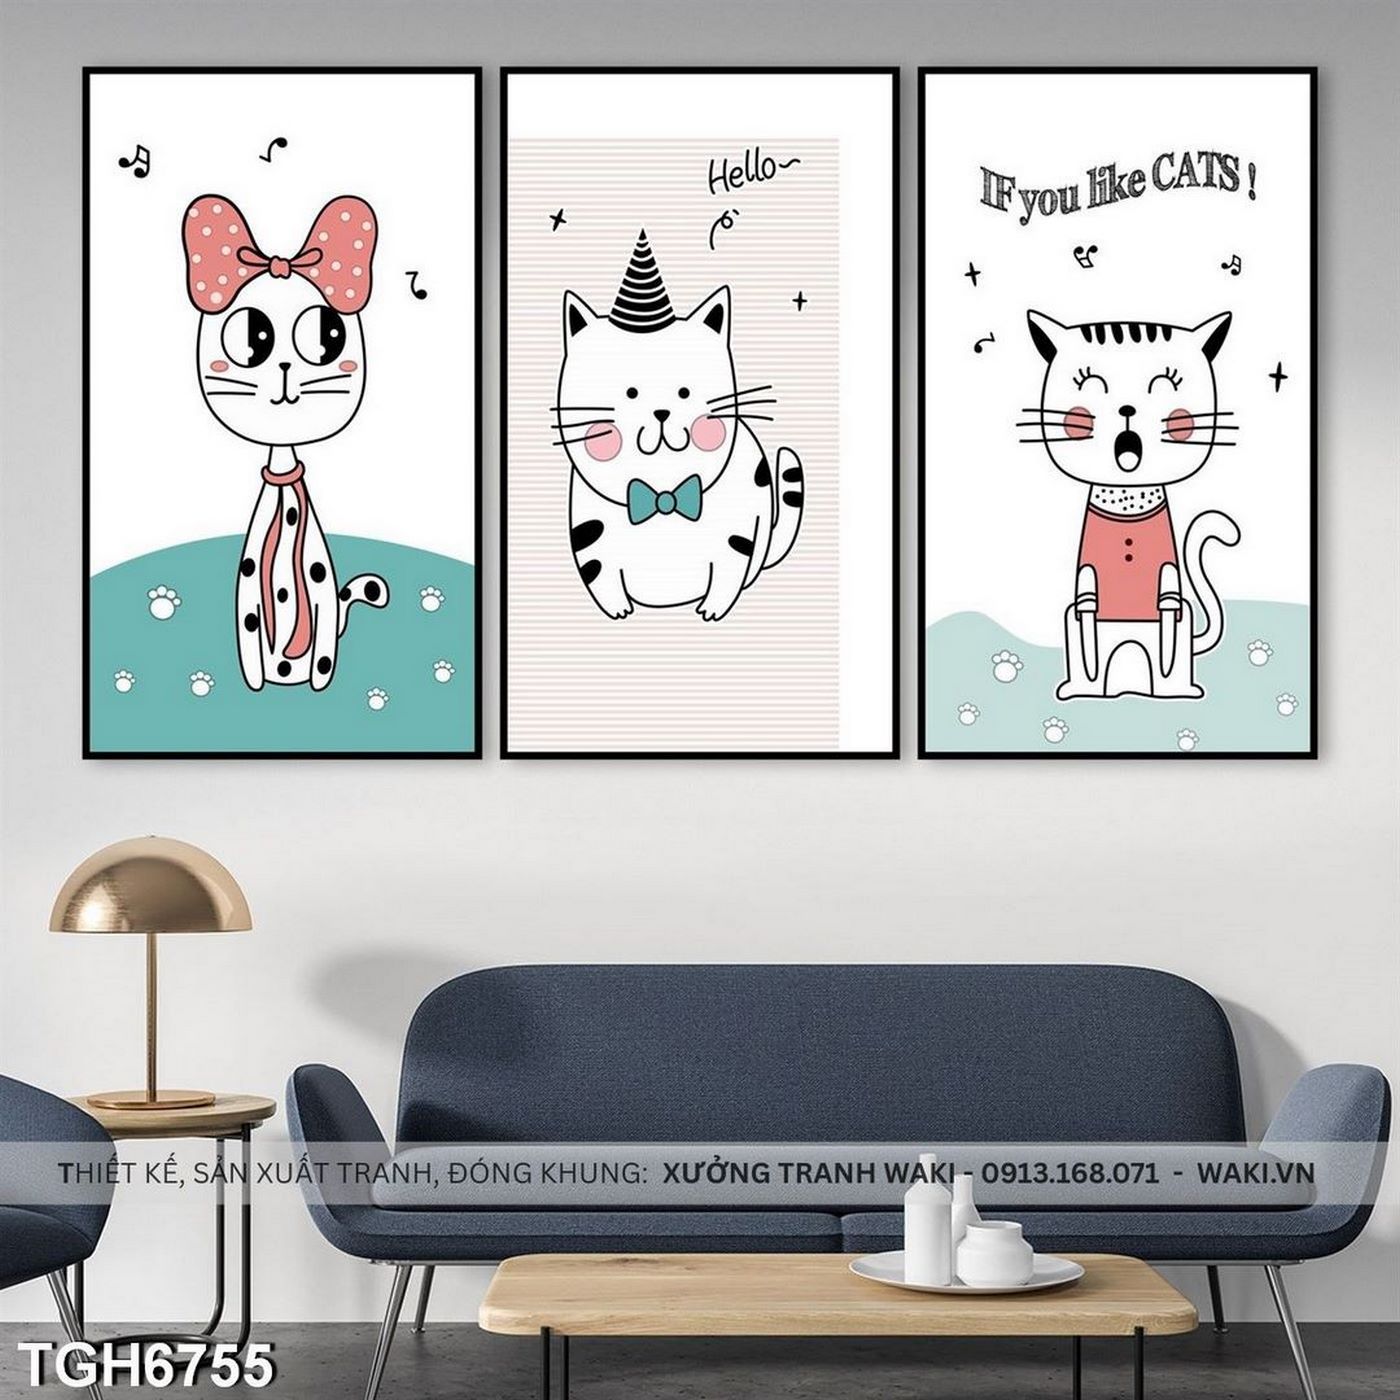 Hello~
IF you like CATS!
THIẾT KẾ, SẢN XUẤT TRANH, ĐÓNG KHUNG: XƯỞNG TRANH WAKI - 0913.168.071 - WAKI.VN
TGH6755